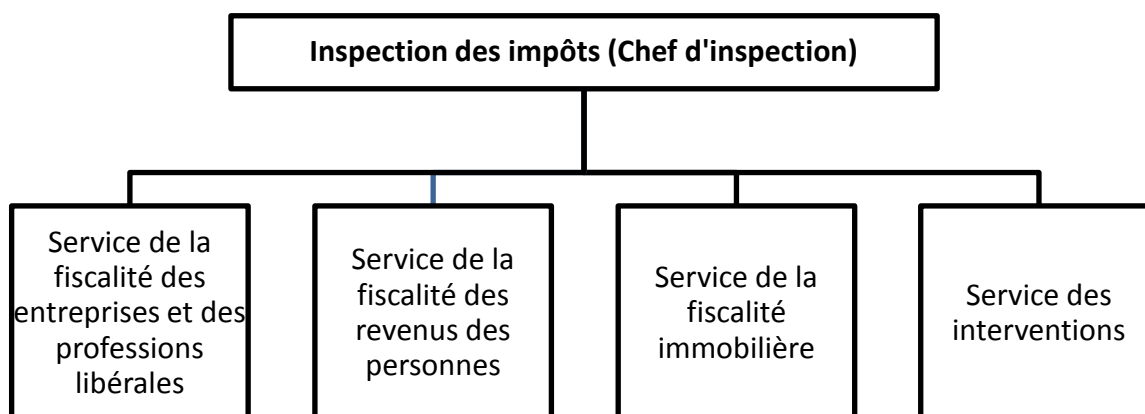 Inspection des impôts (Chef d'inspection)
Service de la
fiscalité des
entreprises et des
professions
libérales
Service de la
fiscalité des
revenus des
personnes
Service de la
fiscalité
immobilière
Service des
interventions